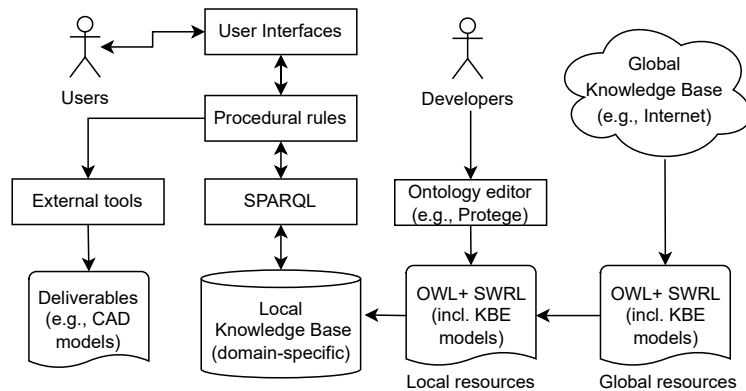 User Interfaces
Users
Developers
Global
Knowledge Base
(e.g., Internet)
Procedural rules
External tools
SPARQL
Ontology editor
(e.g., Protege)
Deliverables
(e.g., CAD
models)
Local
Knowledge Base
(domain-specific)
OWL+ SWRL
(incl. KBE
models)
OWL+ SWRL
(incl. KBE
models)
Local resources
Global resources